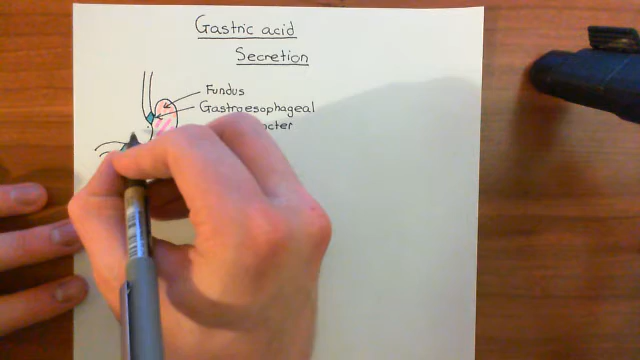 Gastric acid
Secretion
Fundus
Gastroesophageal